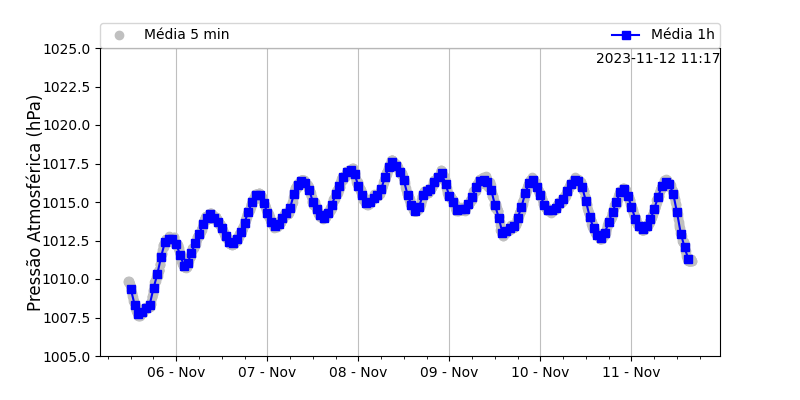 Média 5 min
Média 1h
2023-11-12 11:17
Pressão Atmosférica (hPa)
1025.0
1022.5
1020.0
1017.5
1015.0
1012.5
1010.0
1007.5
1005.0
06 - Nov
07 - Nov
08 - Nov
09 - Nov
10 - Nov
11 - Nov